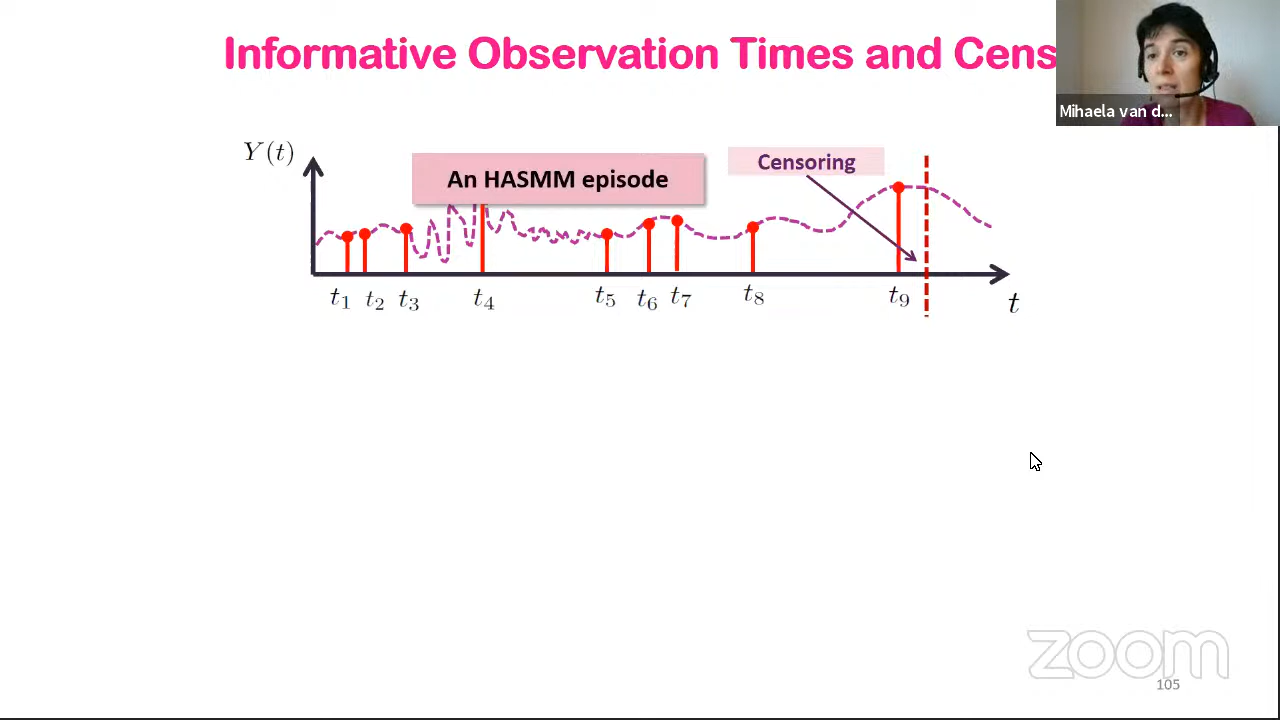 Informative Observation Times and Cens
Mihaela van d...
Y(t)
An HASMM episode
Censoring
t1 t2 t3 t4 t5 t6 t7 t8 t9 t
zoom
105